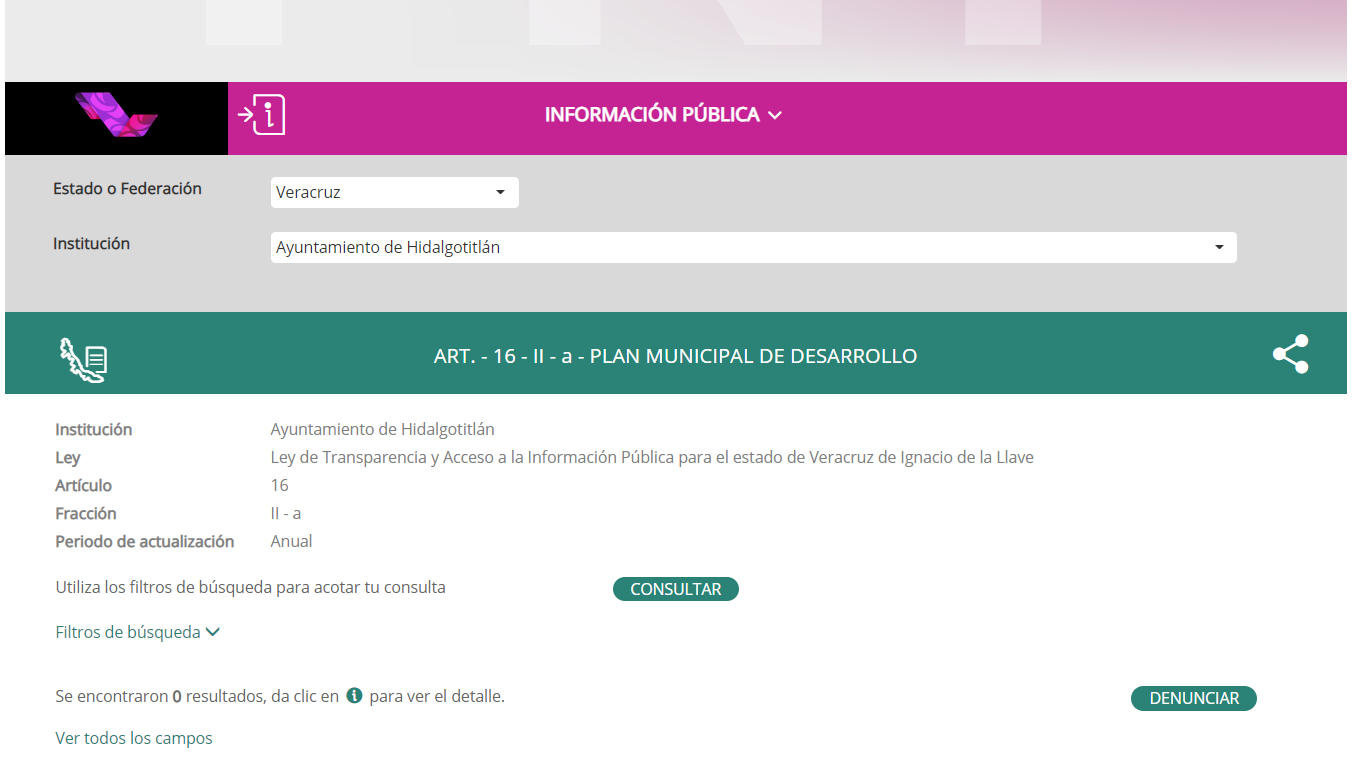 INFORMACIÓN PÚBLICA
Estado o Federación Veracruz
Institución Ayuntamiento de Hidalgotitlán
ART. - 16 - II - a - PLAN MUNICIPAL DE DESARROLLO
Institución Ayuntamiento de Hidalgotitlán
Ley Ley de Transparencia y Acceso a la Información Pública para el estado de Veracruz de Ignacio de la Llave
Artículo 16
Fracción II - a
Periodo de actualización Anual
Utiliza los filtros de búsqueda para acotar tu consulta CONSULTAR
Filtros de búsqueda
Se encontraron 0 resultados, da clic en i para ver el detalle. DENUNCIAR
Ver todos los campos